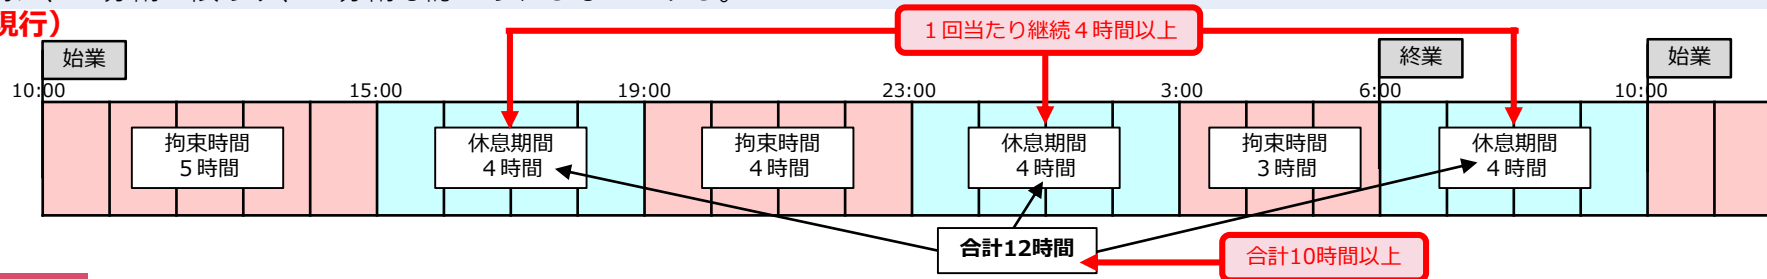 現行）
１回当たり継続４時間以上
始業
終業
始業
10:00
15:00
19:00
23:00
3:00
6:00
10:00
拘束時間
５時間
休息期間
４時間
拘束時間
４時間
休息期間
４時間
拘束時間
３時間
休息期間
４時間
合計12時間
合計10時間以上